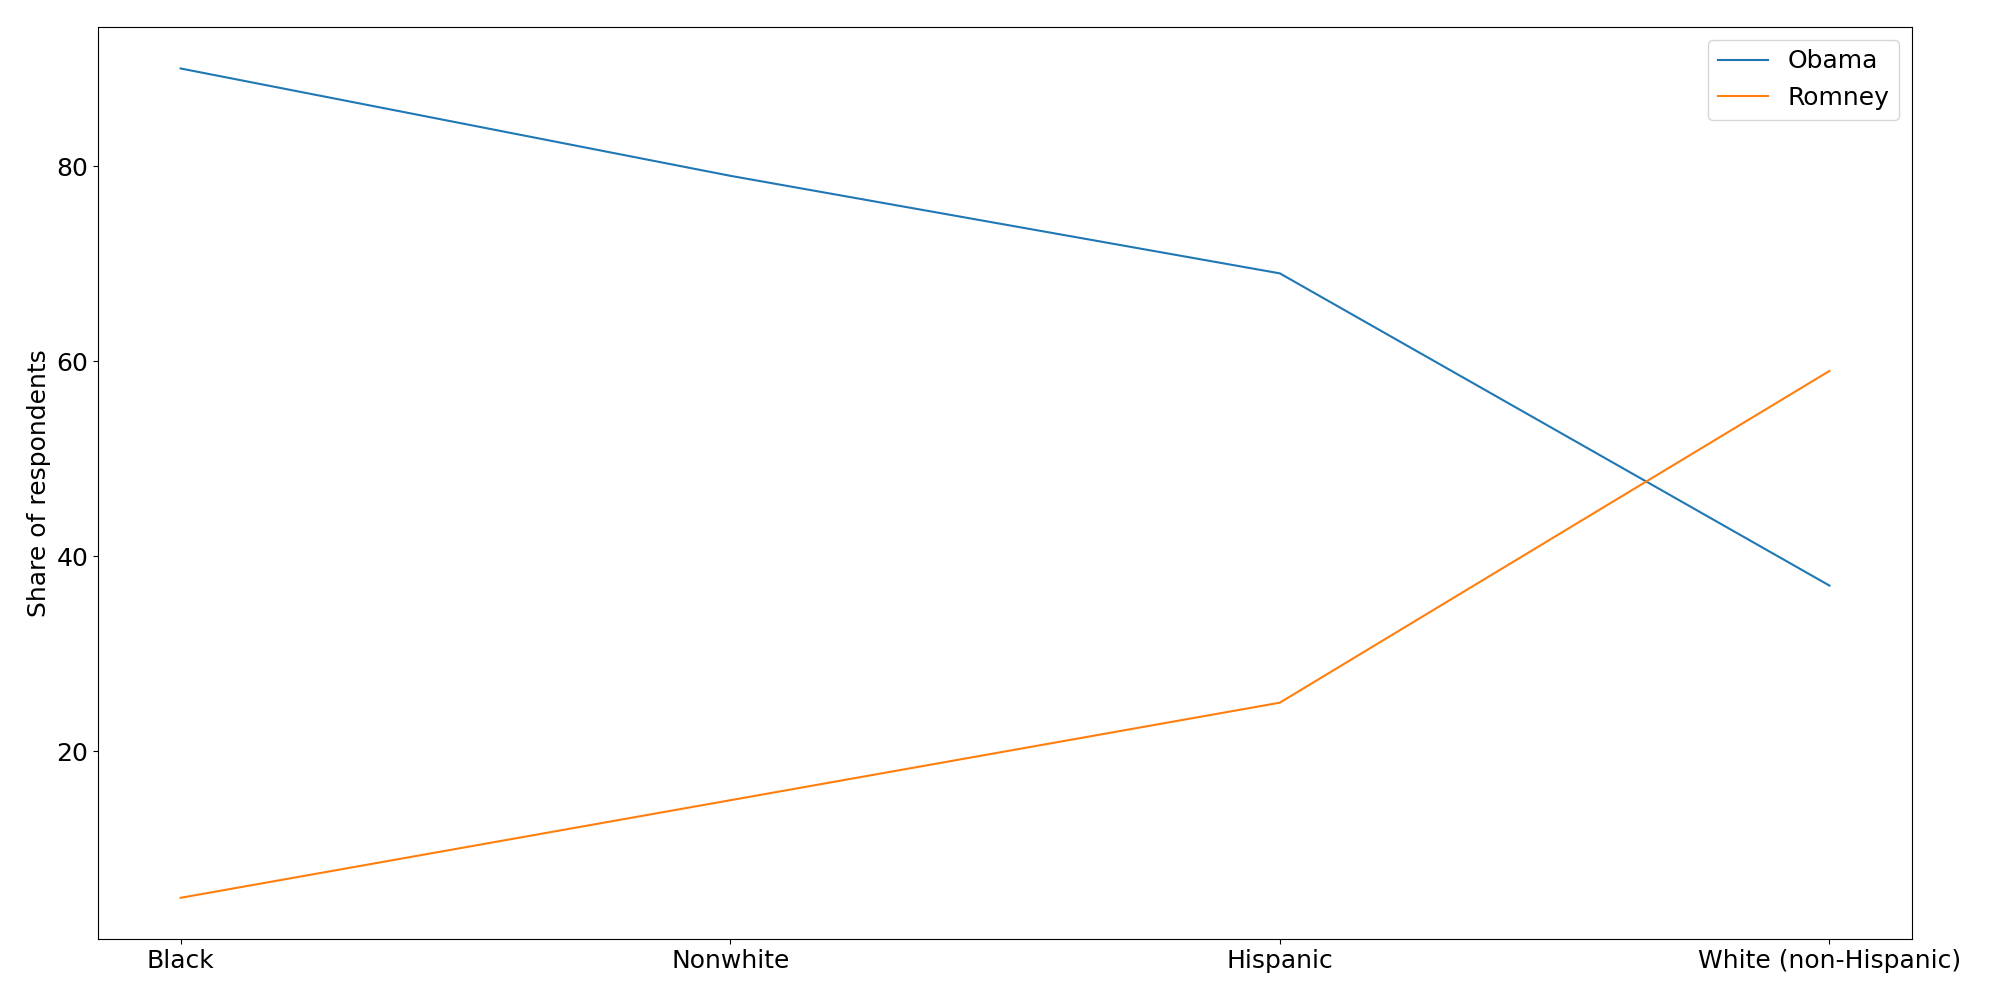 Obama
Romney
80
60
40
20
Share of respondents
Black
Nonwhite
Hispanic
White (non-Hispanic)